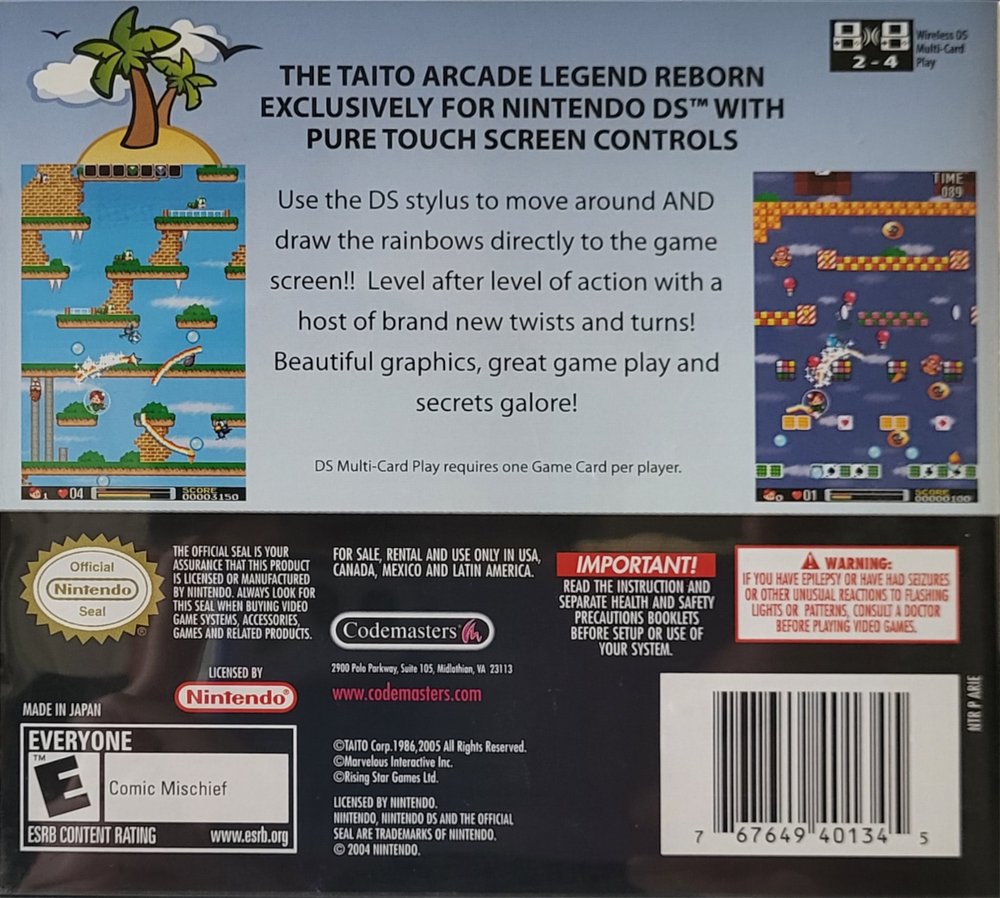 Wireless DS
Multi-Card
Play
2 - 4
THE TAITO ARCADE LEGEND REBORN
EXCLUSIVELY FOR NINTENDO DS™ WITH
PURE TOUCH SCREEN CONTROLS
Use the DS stylus to move around AND
draw the rainbows directly to the game
screen!! Level after level of action with a
host of brand new twists and turns!
Beautiful graphics, great game play and
secrets galore!
DS Multi-Card Play requires one Game Card per player.
1 04 SCORE
00003150
TIME
089
0 01 SCORE
00000100
Official
Nintendo
Seal
®
THE OFFICIAL SEAL IS YOUR
ASSURANCE THAT THIS PRODUCT
IS LICENSED OR MANUFACTURED
BY NINTENDO. ALWAYS LOOK FOR
THIS SEAL WHEN BUYING VIDEO
GAME SYSTEMS, ACCESSORIES,
GAMES AND RELATED PRODUCTS.
LICENSED BY
Nintendo®
MADE IN JAPAN
EVERYONE
TM
E
Comic Mischief
ESRB CONTENT RATING www.esrb.org
FOR SALE, RENTAL AND USE ONLY IN USA,
CANADA, MEXICO AND LATIN AMERICA.
Codemasters
2900 Polo Parkway, Suite 105, Midlothian, VA 23113
www.codemasters.com
©TAITO Corp.1986,2005 All Rights Reserved.
©Marvelous Interactive Inc.
©Rising Star Games Ltd.
LICENSED BY NINTENDO.
NINTENDO, NINTENDO DS AND THE OFFICIAL
SEAL ARE TRADEMARKS OF NINTENDO.
© 2004 NINTENDO.
IMPORTANT!
READ THE INSTRUCTION AND
SEPARATE HEALTH AND SAFETY
PRECAUTIONS BOOKLETS
BEFORE SETUP OR USE OF
YOUR SYSTEM.
WARNING:
IF YOU HAVE EPILEPSY OR HAVE HAD SEIZURES
OR OTHER UNUSUAL REACTIONS TO FLASHING
LIGHTS OR PATTERNS, CONSULT A DOCTOR
BEFORE PLAYING VIDEO GAMES.
NTR P ARIE
7 67649 40134 5